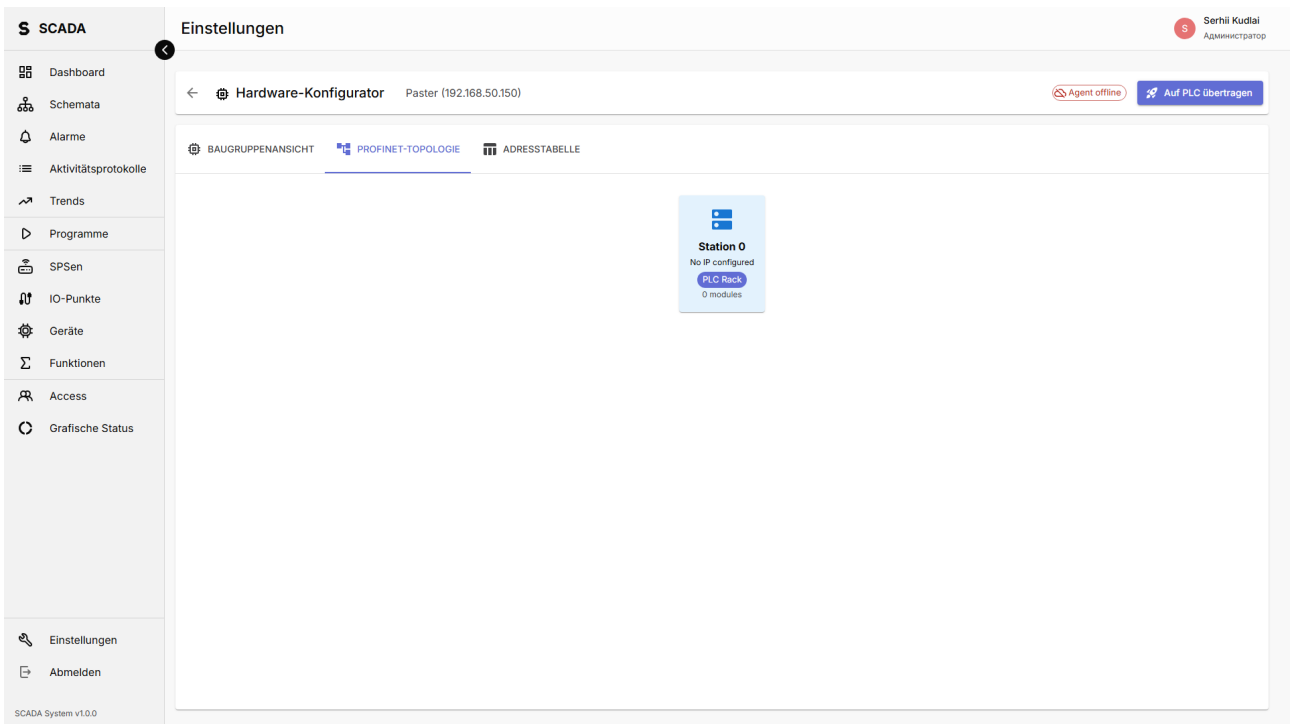 SCADA
Einstellungen
S
Serhii Kudlai
Администратор
Dashboard
Schemata
Alarme
Aktivitätsprotokolle
Trends
Programme
SPSen
IO-Punkte
Geräte
Funktionen
Access
Grafische Status
Einstellungen
Abmelden
SCADA System v1.0.0
Hardware-Konfigurator
Paster (192.168.50.150)
Agent offline
Auf PLC übertragen
BAUGRUPPENANSICHT
PROFINET-TOPOLOGIE
ADRESSTABELLE
Station 0
No IP configured
PLC Rack
0 modules